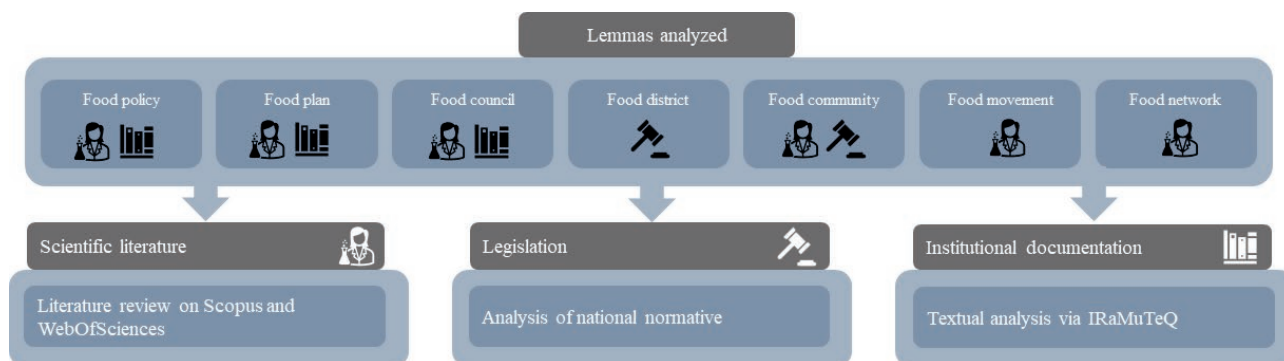 Lemmas analyzed
Food policy
Food plan
Food council
Food district
Food community
Food movement
Food network
Scientific literature
Legislation
Institutional documentation
Literature review on Scopus and
WebOfSciences
Analysis of national normative
Textual analysis via IRaMuTeQ